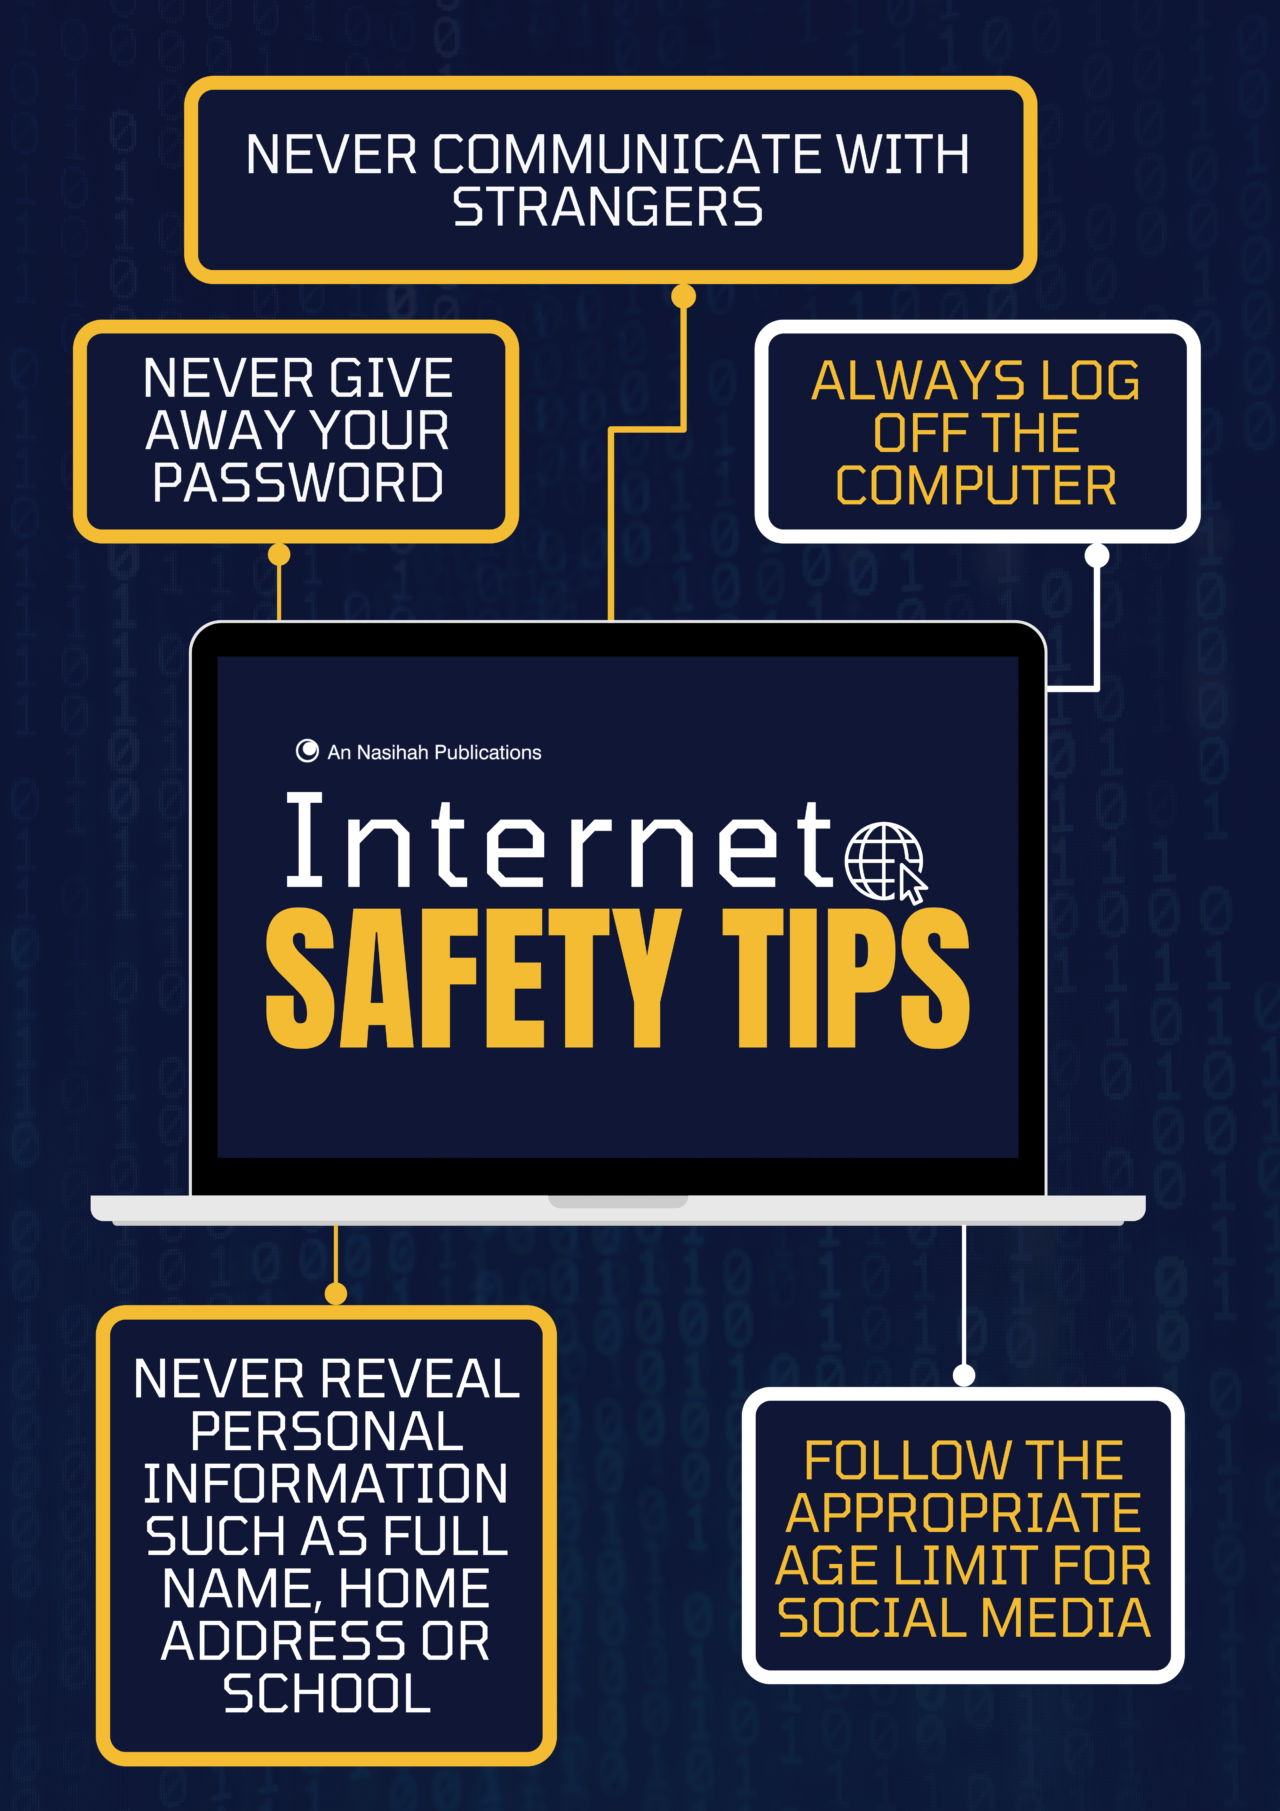 NEVER COMMUNICATE WITH
STRANGERS
NEVER GIVE
AWAY YOUR
PASSWORD
ALWAYS LOG
OFF THE
COMPUTER
An Nasihah Publications
Internet
SAFETY TIPS
NEVER REVEAL
PERSONAL
INFORMATION
SUCH AS FULL
NAME, HOME
ADDRESS OR
SCHOOL
FOLLOW THE
APPROPRIATE
AGE LIMIT FOR
SOCIAL MEDIA